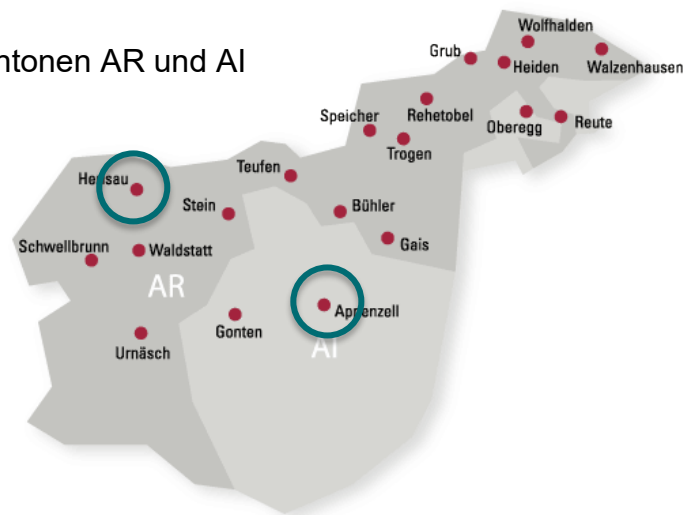 ntonen AR und AI
Wolfhalden
Grub
Heiden
Walzenhausen
Rehetobel
Speicher
Oberegg
Reute
Trogen
Teufen
Herisau
Stein
Bühler
Gais
Schwellbrunn
Waldstatt
AR
Appenzell
Gonten
AI
Urnäsch